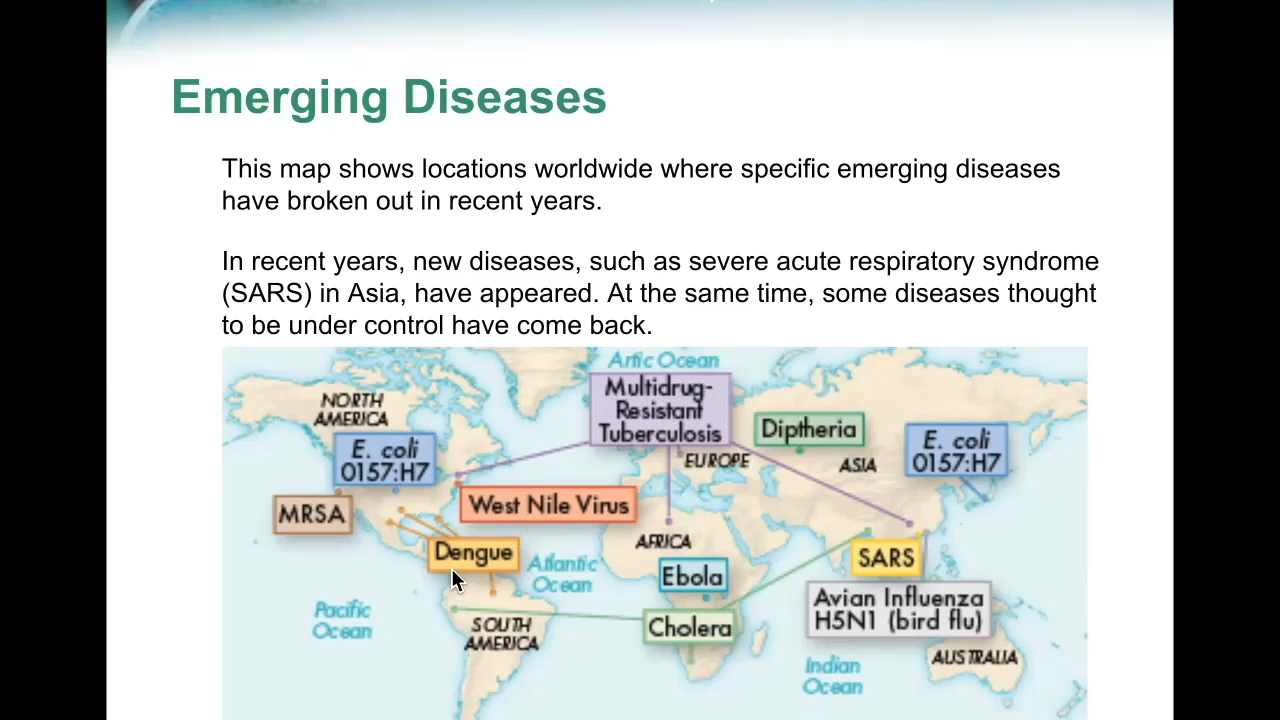 Emerging Diseases
This map shows locations worldwide where specific emerging diseases
have broken out in recent years.
In recent years, new diseases, such as severe acute respiratory syndrome
(SARS) in Asia, have appeared. At the same time, some diseases thought
to be under control have come back.
Artic Ocean
Multidrug-
Resistant
Tuberculosis
NORTH
AMERICA
E. coli
0157:H7
Diptheria
E. coli
0157:H7
EUROPE
ASIA
MRSA
West Nile Virus
AFRICA
Dengue
Atlantic
Ocean
Ebola
SARS
Avian Influenza
H5N1 (bird flu)
Pacific
Ocean
SOUTH
AMERICA
Cholera
AUSTRALIA
Indian
Ocean